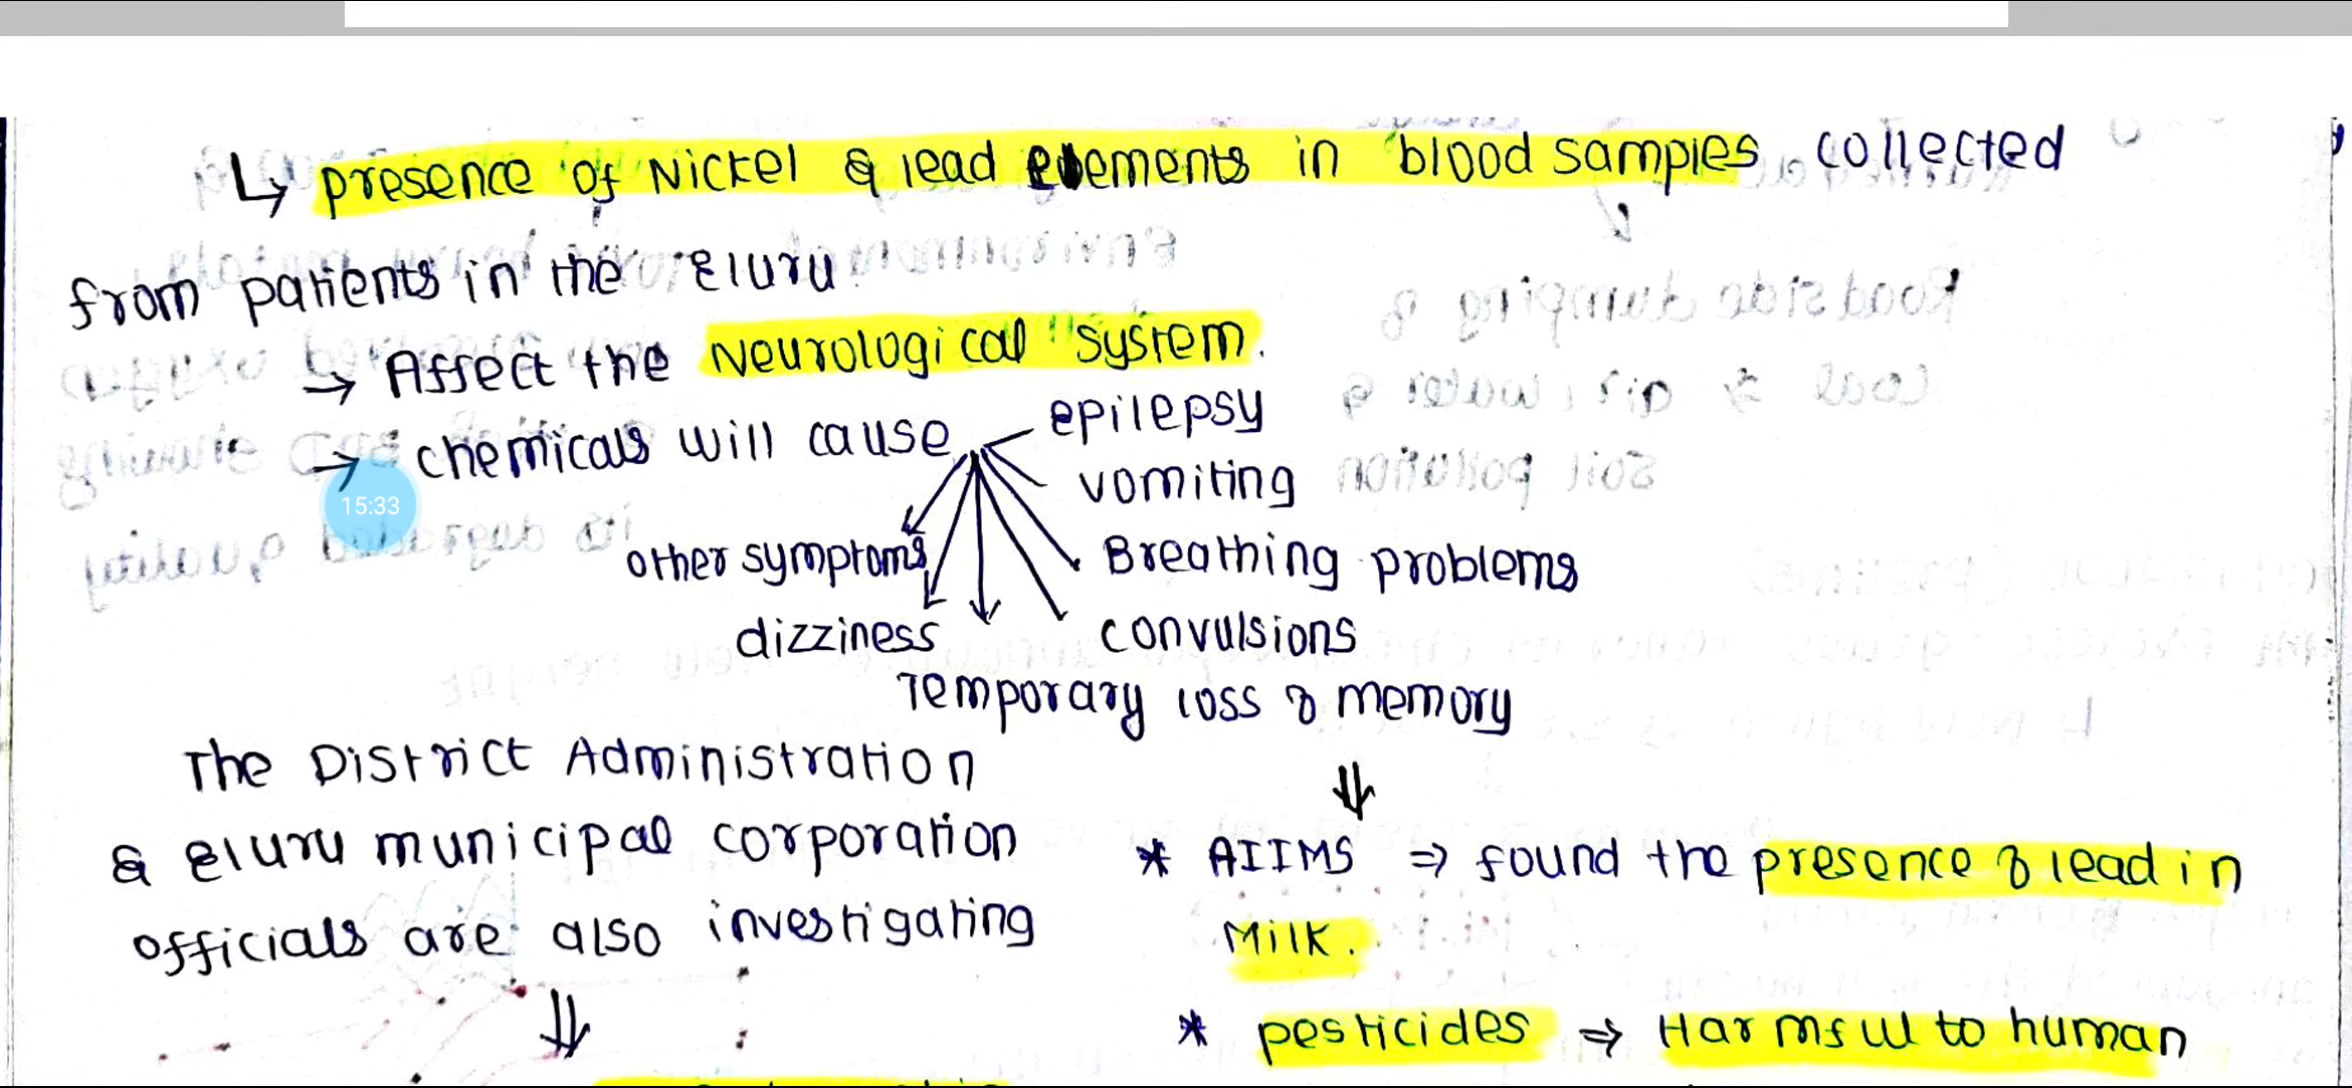 ↳ presence of Nickel & lead elements in blood samples collected
from patients in the Eluru.
→ Affect the Neurological system.
→ chemicals will cause
epilepsy
vomiting
15:33
other symptoms
Breathing problems
dizziness
convulsions
Temporary loss of memory
The District Administration
& eluru municipal corporation
officials are also investigating
⇓
⇓
* AIIMS ⇒ found the presence of lead in
Milk.
* pesticides ⇒ Harmful to human